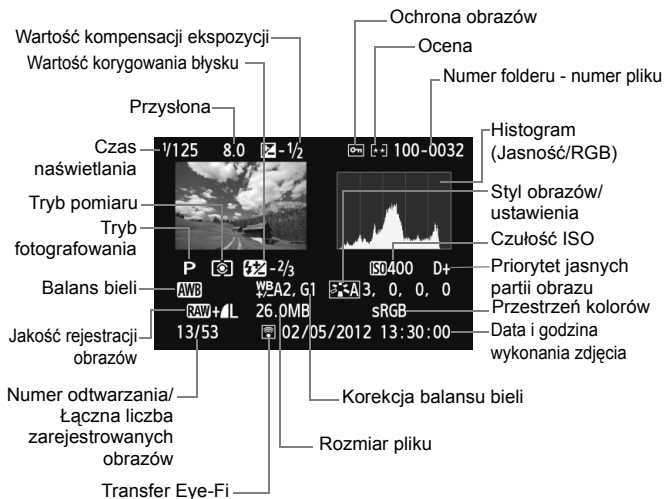 Ochrona obrazów
Wartość kompensacji ekspozycji
Ocena
Wartość korygowania błysku
Numer folderu - numer pliku
Przysłona
Czas
naświetlania
1/125 8.0 -1/2 100-0032
Histogram
(Jasność/RGB)
Tryb pomiaru
Styl obrazów/
ustawienia
Tryb
fotografowania
Czułość ISO
P -2/3 ISO 400 D+
Priorytet jasnych
partii obrazu
Balans bieli
AWB WB A2, G1 A 3, 0, 0, 0
Przestrzeń kolorów
RAW+L 26.0MB sRGB
Jakość rejestracji
obrazów
13/53 02/05/2012 13:30:00
Data i godzina
wykonania zdjęcia
Numer odtwarzania/
Łączna liczba
zarejestrowanych
obrazów
Korekcja balansu bieli
Rozmiar pliku
Transfer Eye-Fi